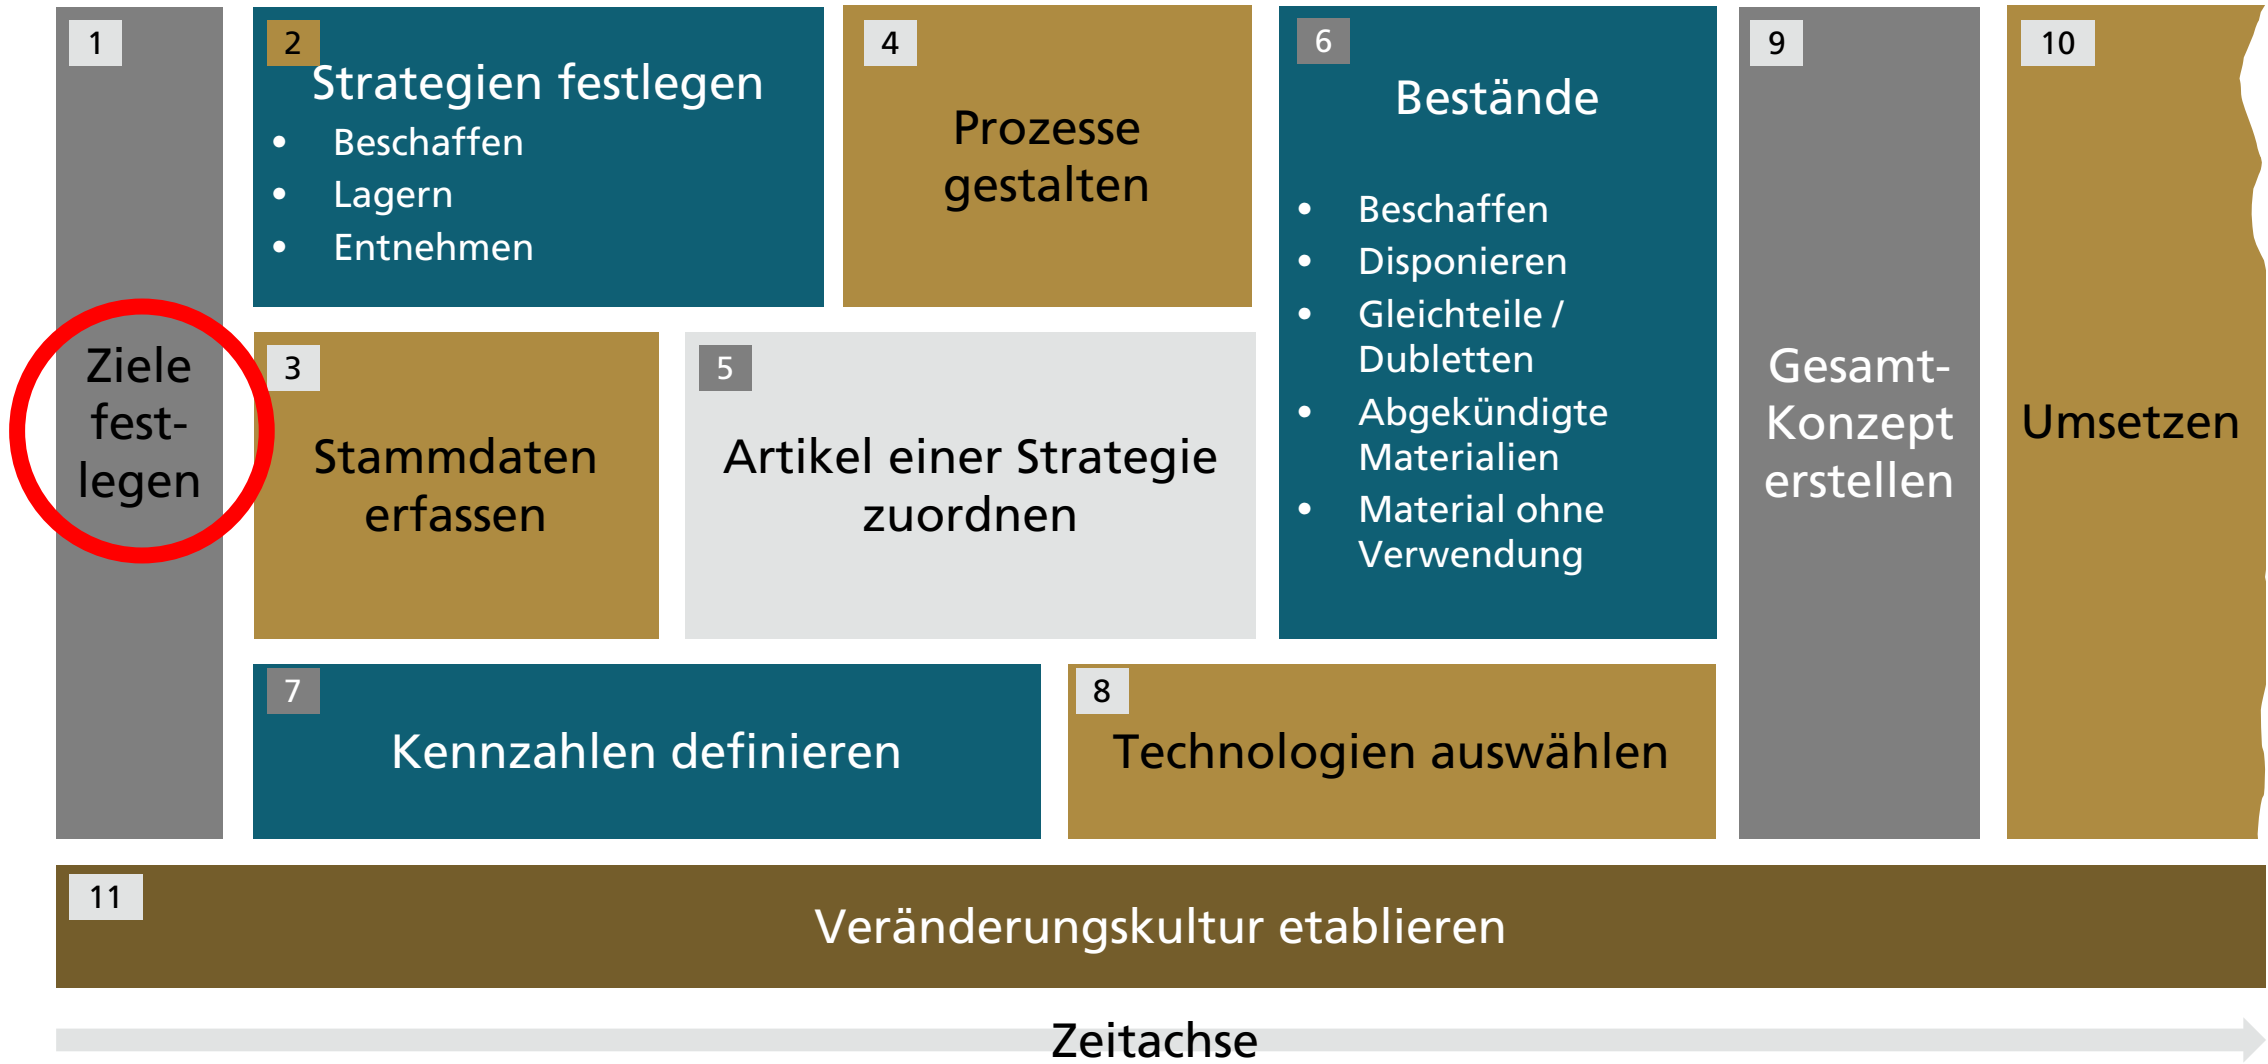 1
Ziele
fest-
legen
2
Strategien festlegen
• Beschaffen
• Lagern
• Entnehmen
3
Stammdaten
erfassen
4
Prozesse
gestalten
5
Artikel einer Strategie
zuordnen
6
Bestände
• Beschaffen
• Disponieren
• Gleichteile /
Dubletten
• Abgekündigte
Materialien
• Material ohne
Verwendung
7
Kennzahlen definieren
8
Technologien auswählen
9
Gesamt-
Konzept
erstellen
10
Umsetzen
11
Veränderungskultur etablieren
Zeitachse